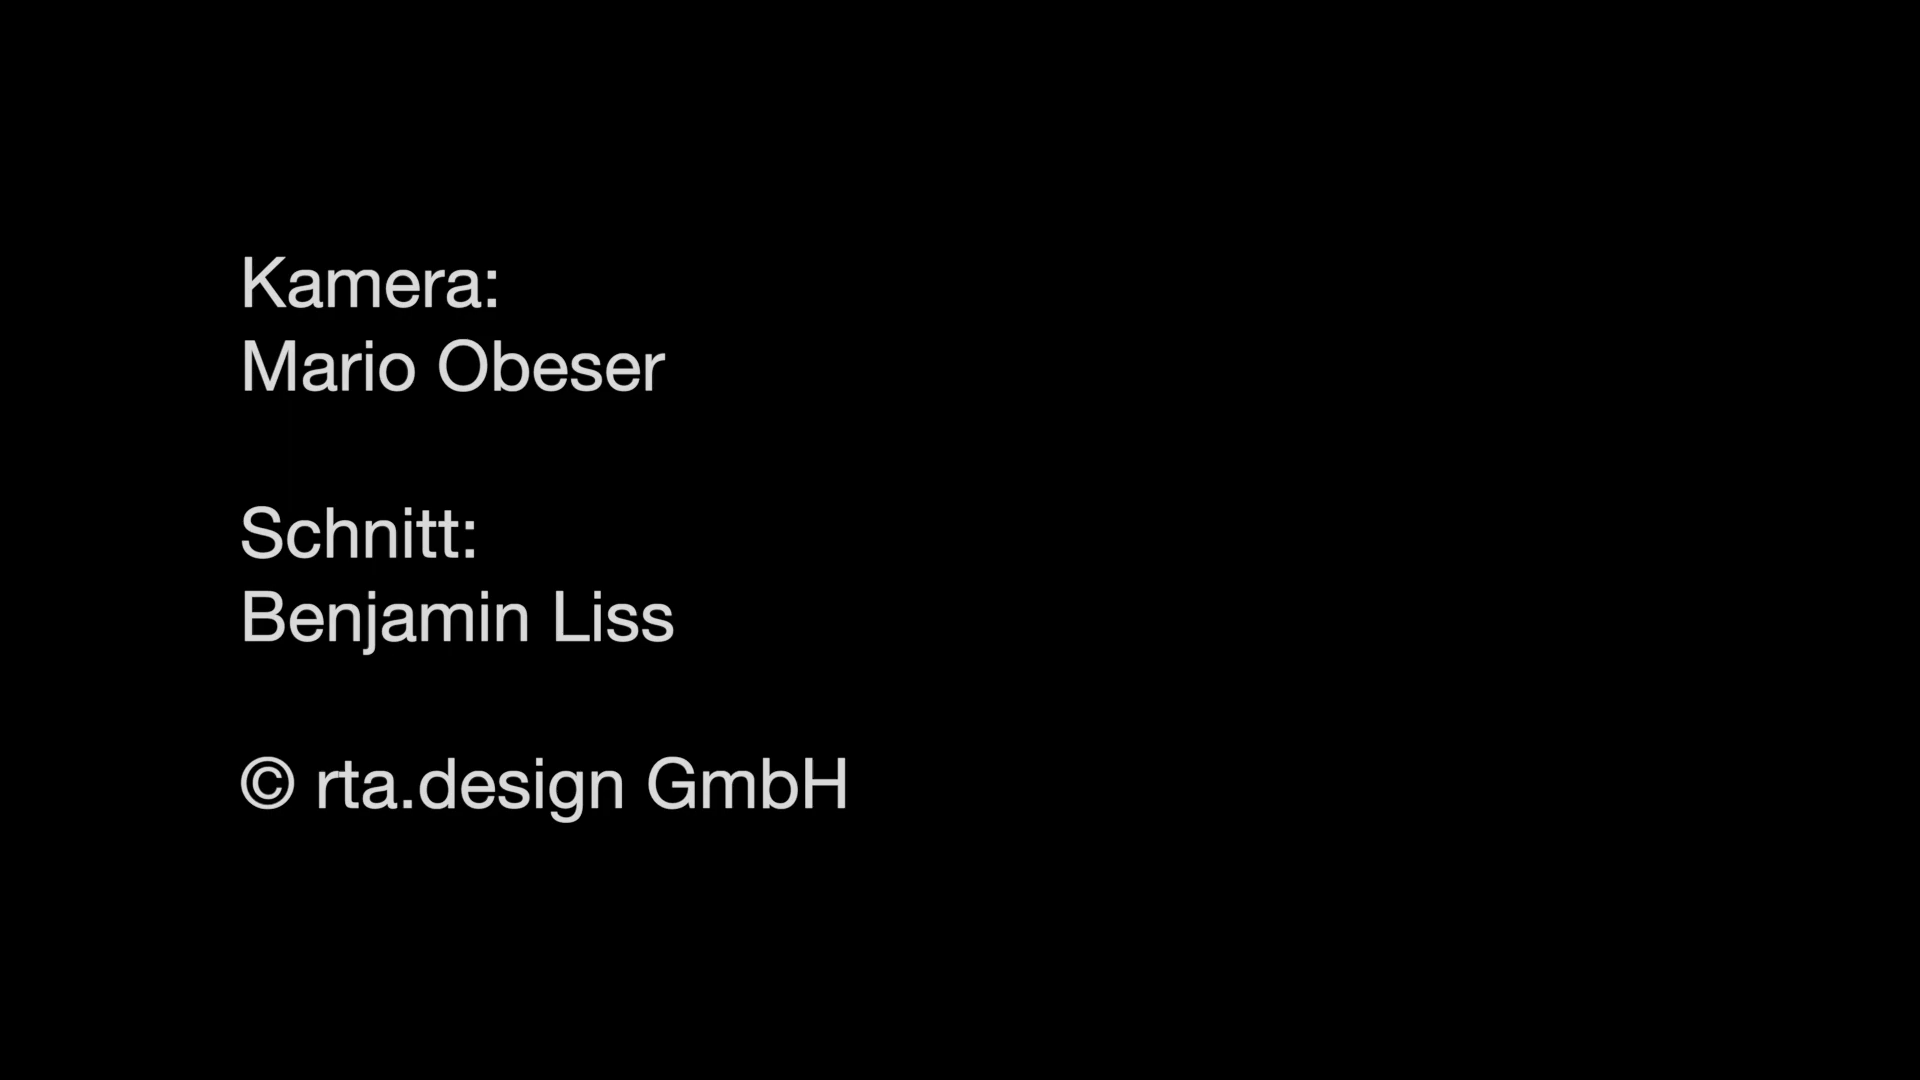 Kamera:
Mario Obeser
Schnitt:
Benjamin Liss
© rta.design GmbH